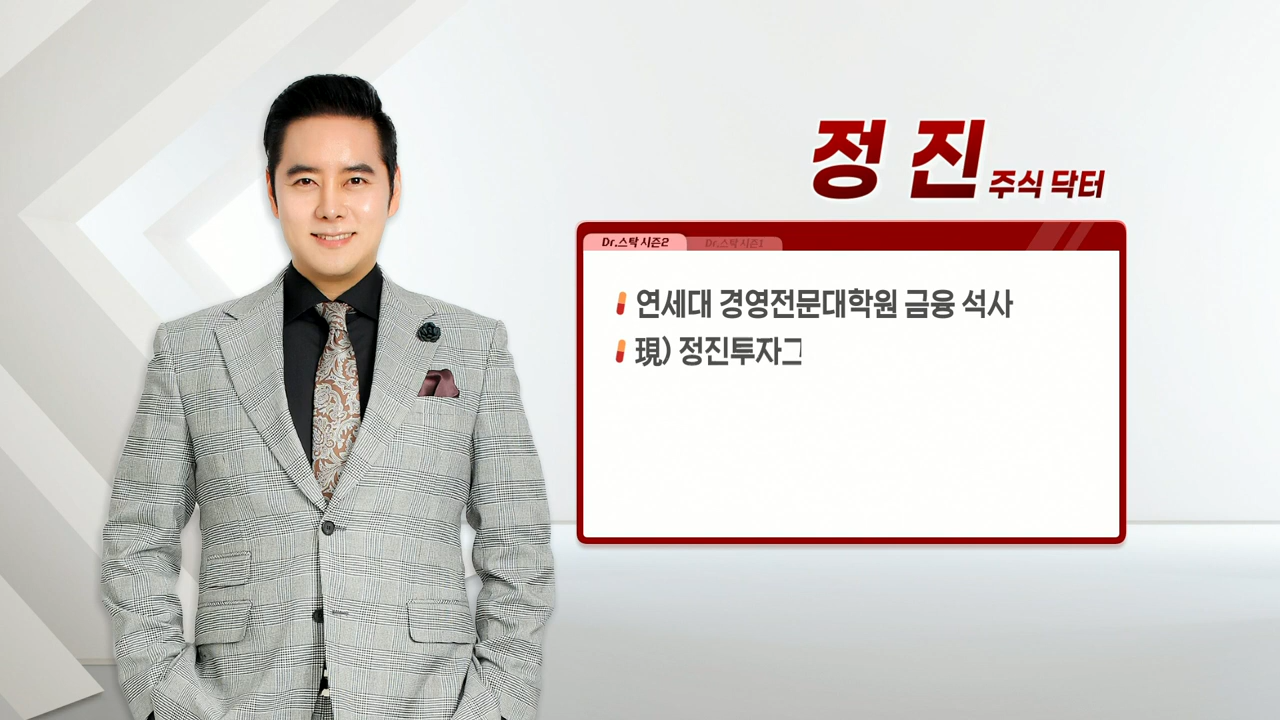 정 진 주식 닥터
Dr.스탁 시즌2 Dr.스탁 시즌1
연세대 경영전문대학원 금융 석사
現) 정진투자그